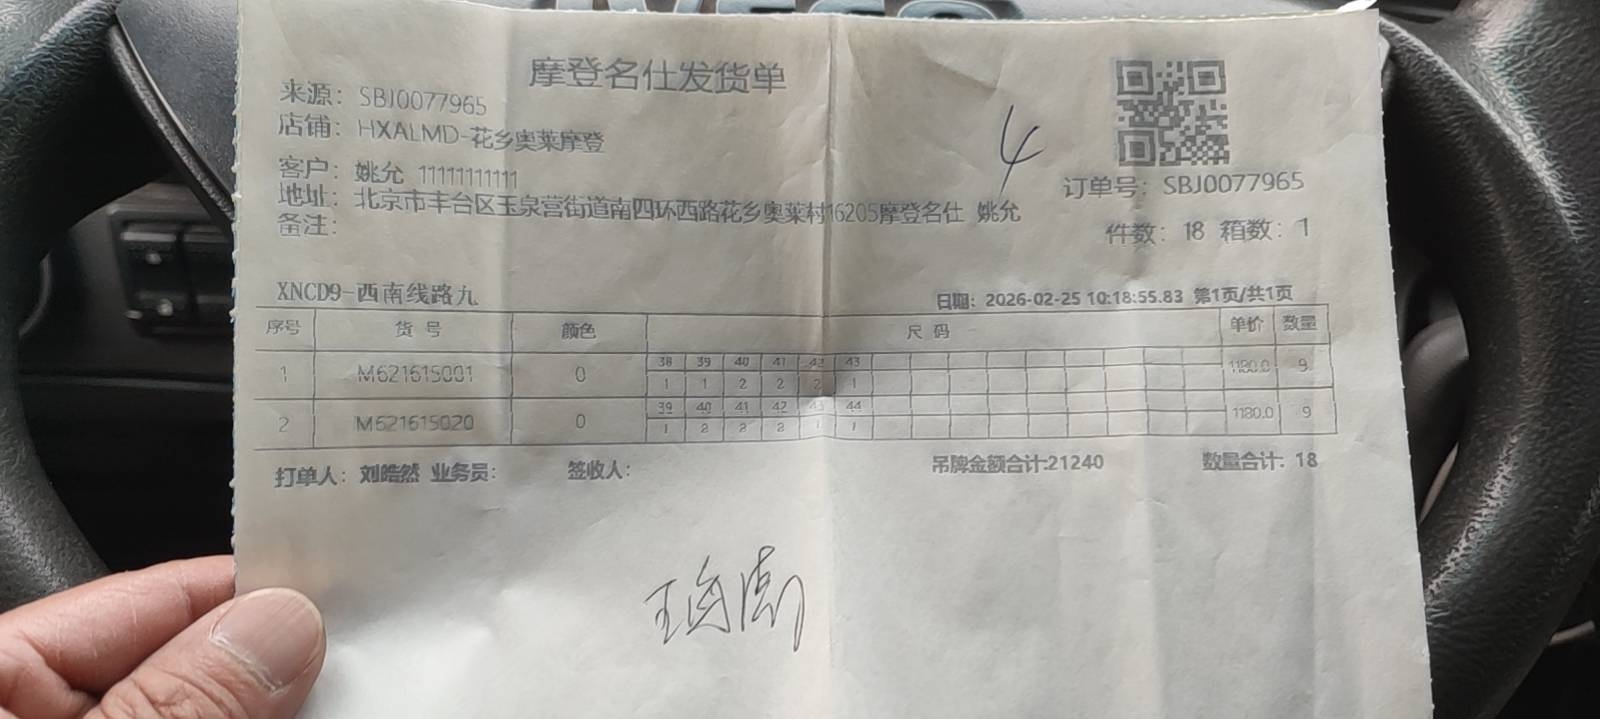 摩登名仕发货单
来源：SBJ0077965
店铺：HXALMD-花乡奥莱摩登
4
客户：姚允 11111111111
订单号：SBJ0077965
地址：北京市丰台区玉泉营街道南四环西路花乡奥莱村16205摩登名仕 姚允
备注：
件数：18 箱数：1
XNCD9-西南线路九
日期：2026-02-25 10:18:55.83 第1页/共1页
序号 货号 颜色 尺码 单价 数量
38 39 40 41 42 43
1 M621615001 0 1 1 2 2 2 1 1180.0 9
39 40 41 42 43 44
2 M621615020 0 1 2 2 2 1 1 1180.0 9
打单人：刘皓然 业务员： 签收人： 吊牌金额合计:21240 数量合计：18